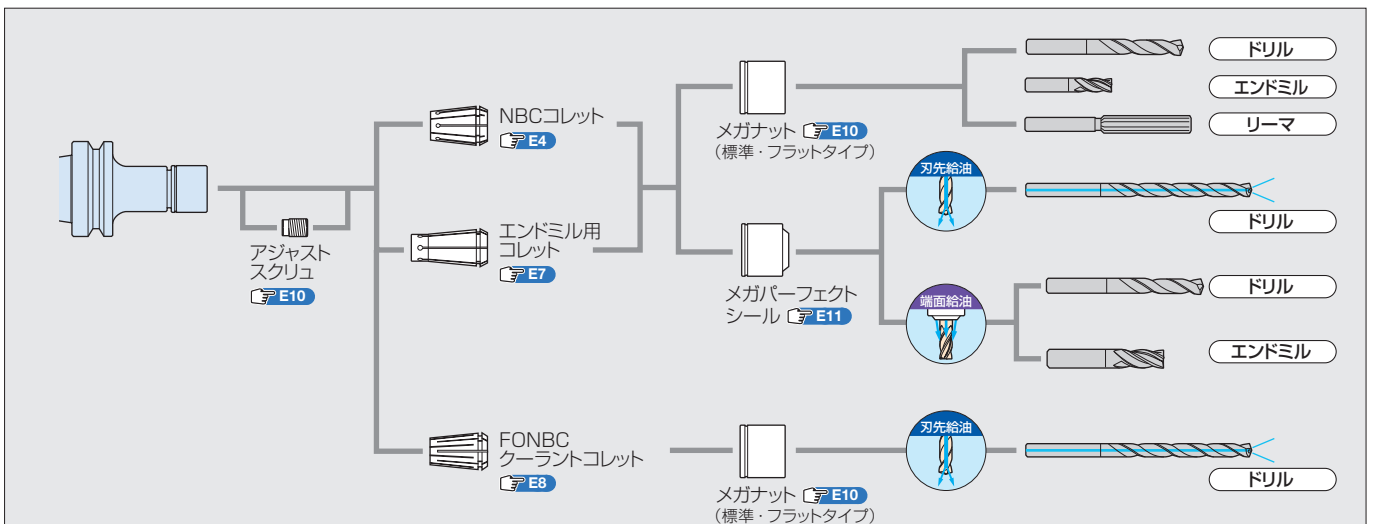 アジャスト
スクリュ
E10
NBCコレット
E4
エンドミル用
コレット
E7
FONBC
クーラントコレット
E8
メガナット E10
（標準・フラットタイプ）
メガパーフェクト
シール E11
メガナット E10
（標準・フラットタイプ）
刃先給油
端面給油
刃先給油
ドリル
エンドミル
リーマ
ドリル
ドリル
エンドミル
ドリル